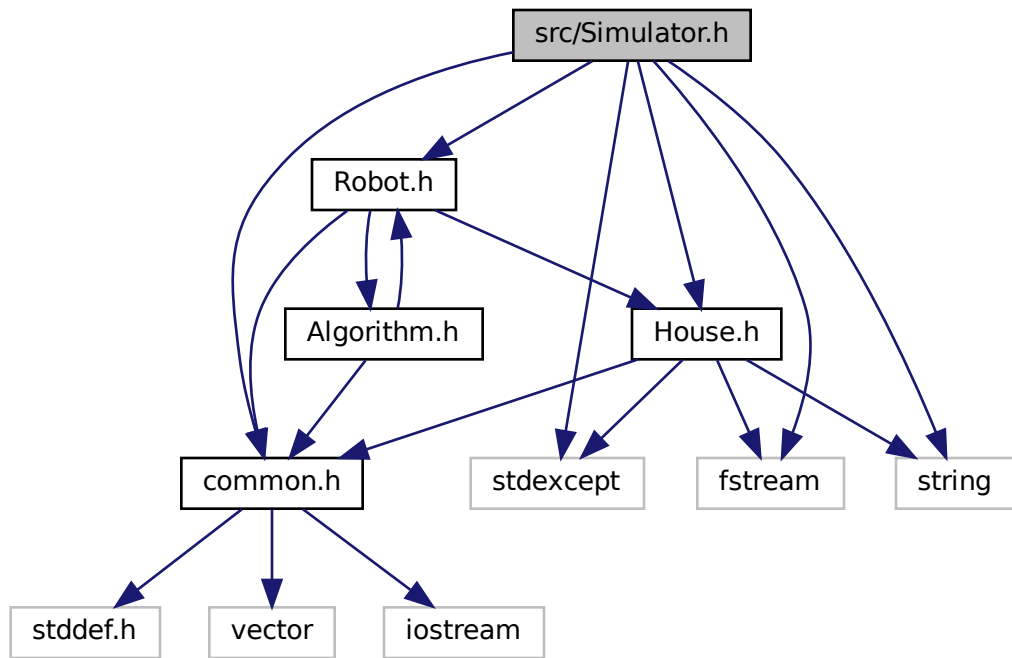 src/Simulator.h
Robot.h
Algorithm.h
House.h
common.h
stdexcept
fstream
string
stddef.h
vector
iostream